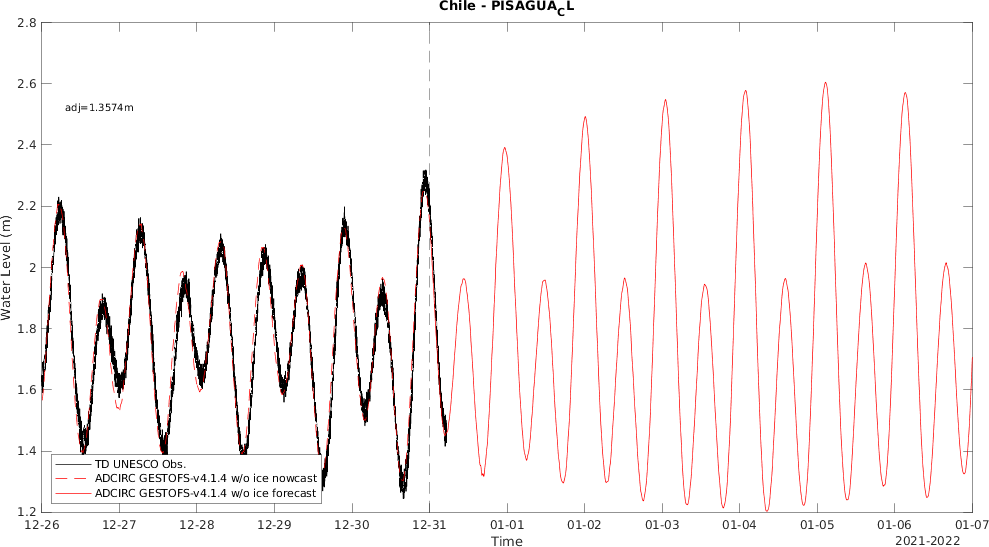 Chile - PISAGUA_CL
2.8
2.6
2.4
2.2
2
1.8
1.6
1.4
1.2
Water Level (m)
adj=1.3574m
TD UNESCO Obs.
ADCIRC GESTOFS-v4.1.4 w/o ice nowcast
ADCIRC GESTOFS-v4.1.4 w/o ice forecast
12-26 12-27 12-28 12-29 12-30 12-31 01-01 01-02 01-03 01-04 01-05 01-06 01-07
Time
2021-2022